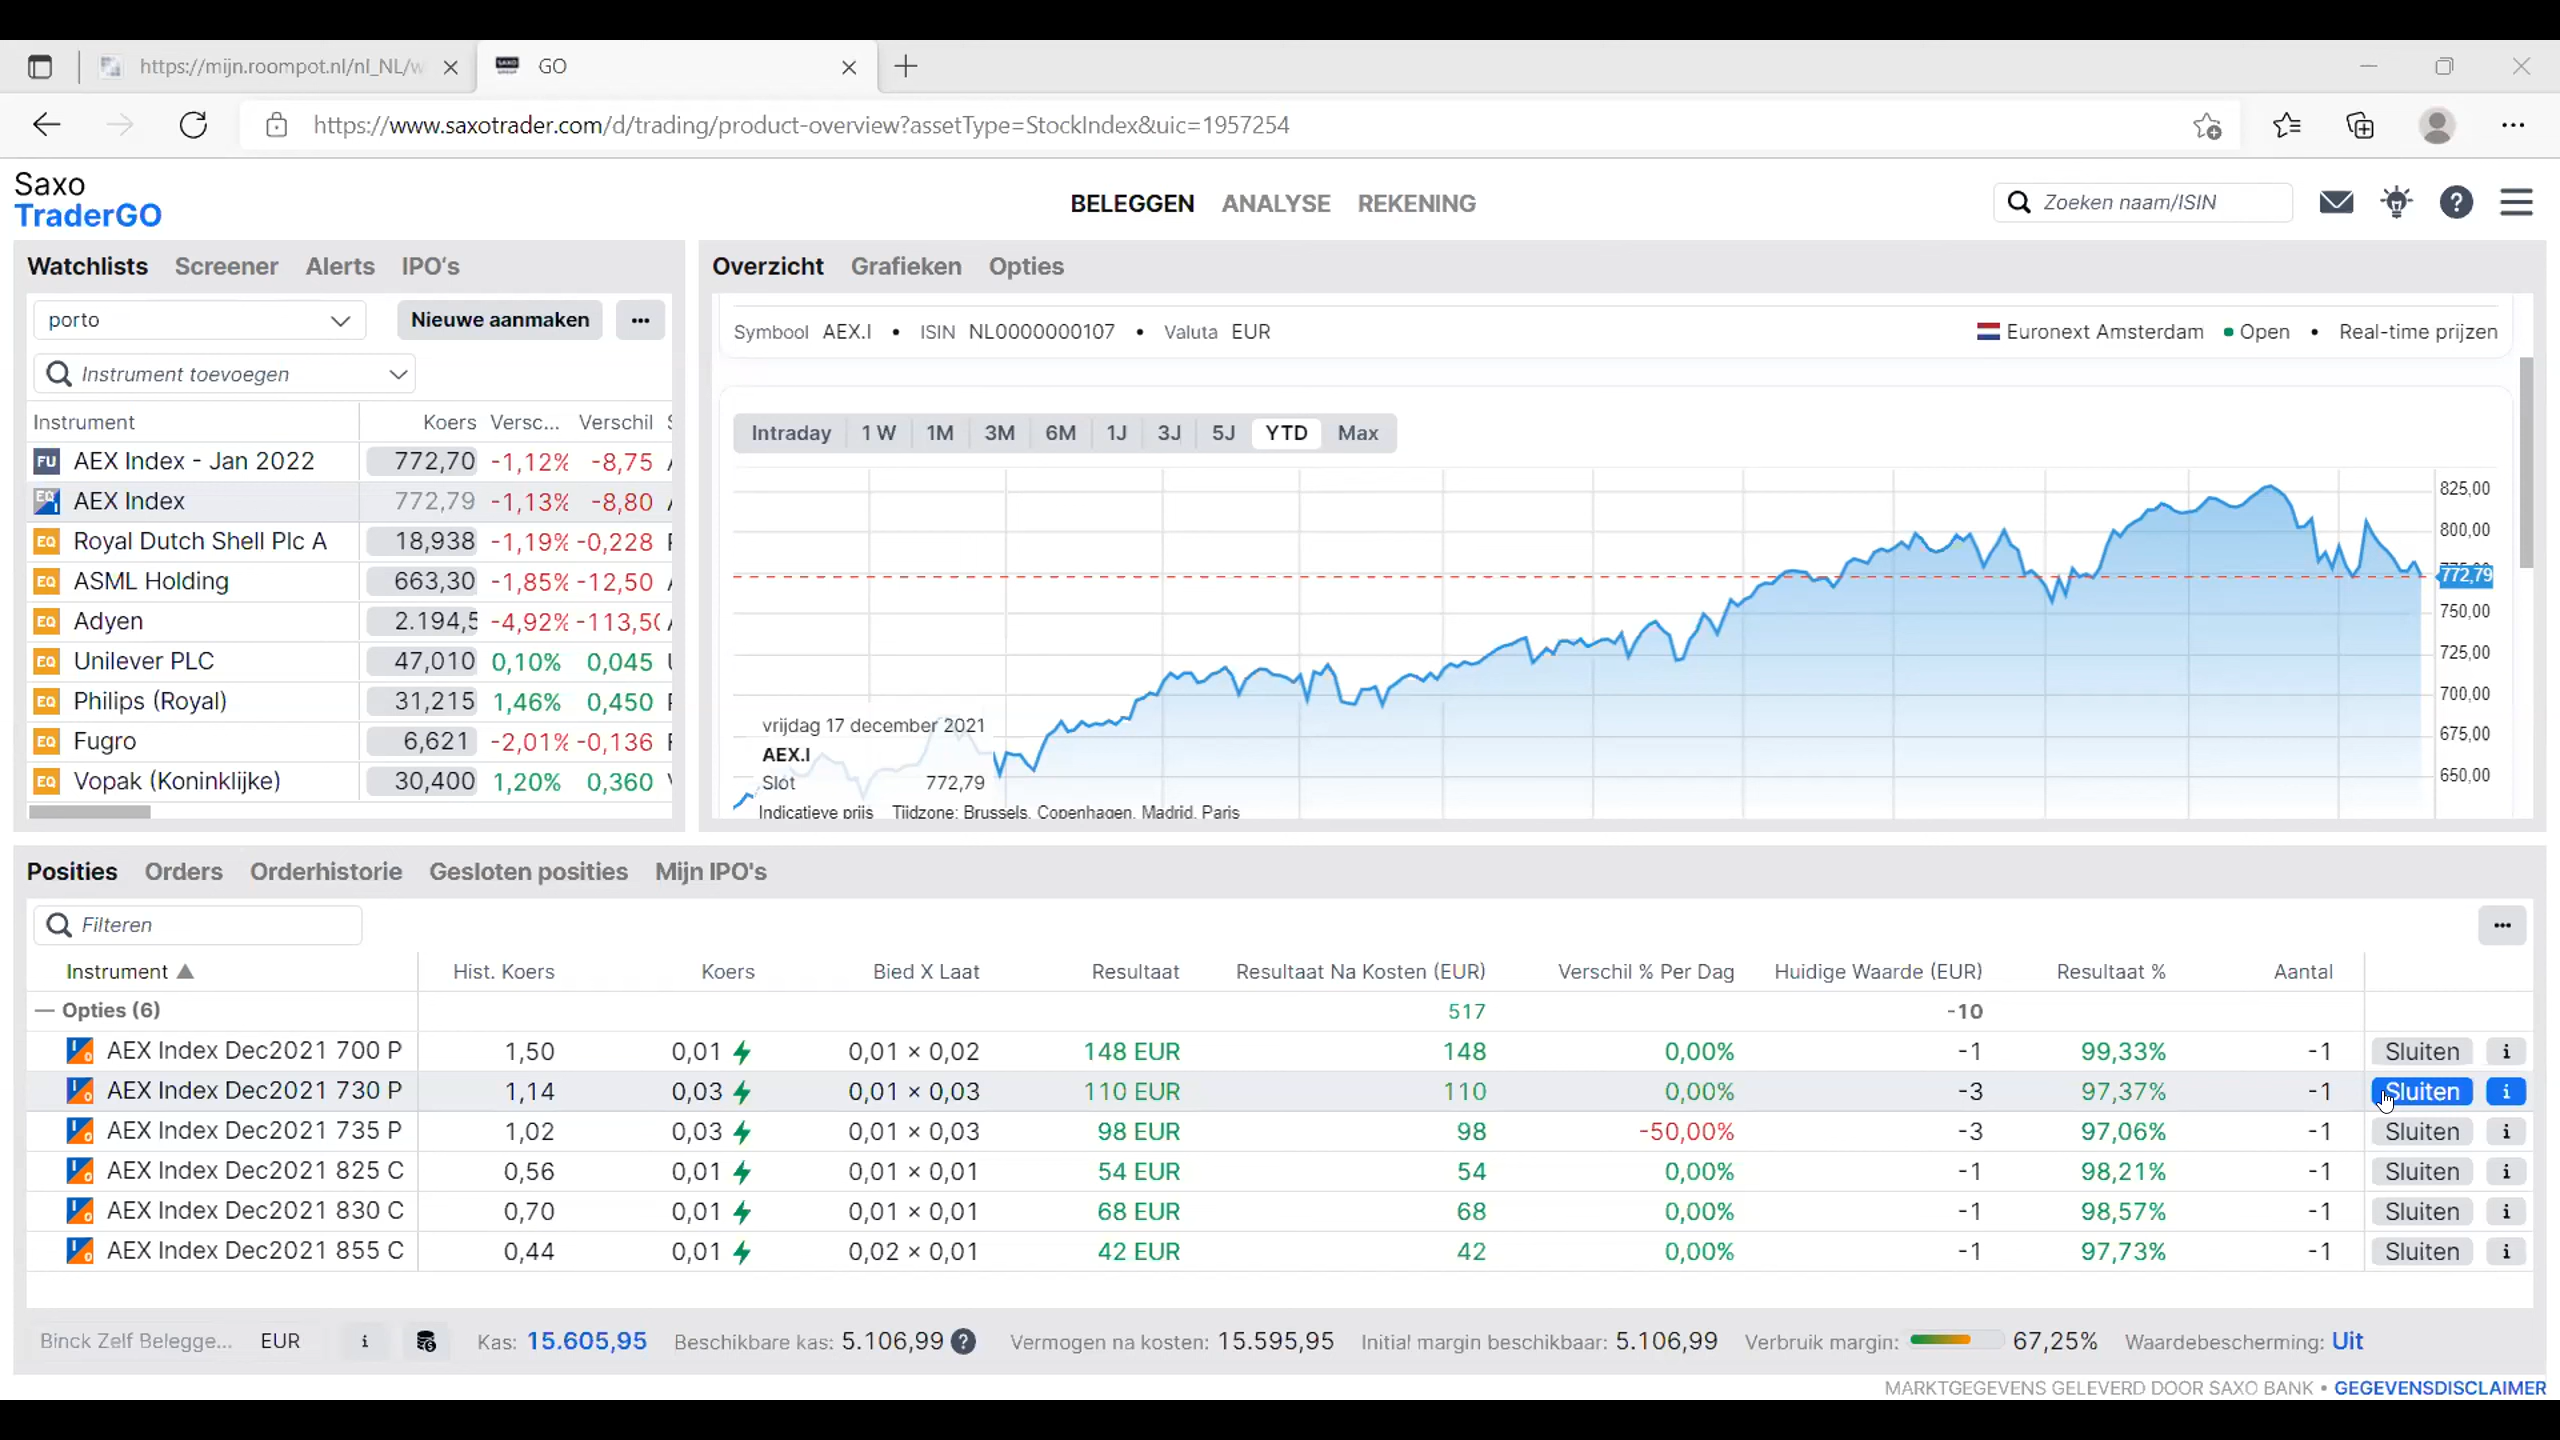 https://mijn.roompot.nl/nl_NL/w
GO
https://www.saxotrader.com/d/trading/product-overview?assetType=StockIndex&uic=1957254
Saxo
TraderGO
BELEGGEN ANALYSE REKENING
Zoeken naam/ISIN
Watchlists Screener Alerts IPO's
porto
Nieuwe aanmaken
Instrument toevoegen
Instrument Koers Versc... Verschil
FU AEX Index - Jan 2022 772,70 -1,12% -8,75
EQ AEX Index 772,79 -1,13% -8,80
EQ Royal Dutch Shell Plc A 18,938 -1,19% -0,228
EQ ASML Holding 663,30 -1,85% -12,50
EQ Adyen 2.194,5 -4,92% -113,50
EQ Unilever PLC 47,010 0,10% 0,045
EQ Philips (Royal) 31,215 1,46% 0,450
EQ Fugro 6,621 -2,01% -0,136
EQ Vopak (Koninklijke) 30,400 1,20% 0,360
Overzicht Grafieken Opties
Symbool AEX.I • ISIN NL0000000107 • Valuta EUR
Euronext Amsterdam • Open • Real-time prijzen
Intraday 1 W 1M 3M 6M 1J 3J 5J YTD Max
825,00
800,00
772,79
750,00
725,00
700,00
675,00
650,00
vrijdag 17 december 2021
AEX.I
Slot 772,79
Indicatieve prijs Tijdzone: Brussels, Copenhagen, Madrid, Paris
Posities Orders Orderhistorie Gesloten posities Mijn IPO's
Filteren
Instrument Hist. Koers Koers Bied X Laat Resultaat Resultaat Na Kosten (EUR) Verschil % Per Dag Huidige Waarde (EUR) Resultaat % Aantal
Opties (6) 517 -10
AEX Index Dec2021 700 P 1,50 0,01 0,01 × 0,02 148 EUR 148 0,00% -1 99,33% -1 Sluiten i
AEX Index Dec2021 730 P 1,14 0,03 0,01 × 0,03 110 EUR 110 0,00% -3 97,37% -1 Sluiten i
AEX Index Dec2021 735 P 1,02 0,03 0,01 × 0,03 98 EUR 98 -50,00% -3 97,06% -1 Sluiten i
AEX Index Dec2021 825 C 0,56 0,01 0,01 × 0,01 54 EUR 54 0,00% -1 98,21% -1 Sluiten i
AEX Index Dec2021 830 C 0,70 0,01 0,01 × 0,01 68 EUR 68 0,00% -1 98,57% -1 Sluiten i
AEX Index Dec2021 855 C 0,44 0,01 0,02 × 0,01 42 EUR 42 0,00% -1 97,73% -1 Sluiten i
Binck Zelf Belegge... EUR i Kas: 15.605,95 Beschikbare kas: 5.106,99 ? Vermogen na kosten: 15.595,95 Initial margin beschikbaar: 5.106,99 Verbruik margin: 67,25% Waardebescherming: Uit
MARKTGEGEVENS GELEVERD DOOR SAXO BANK • GEGEVENSDISCLAIMER